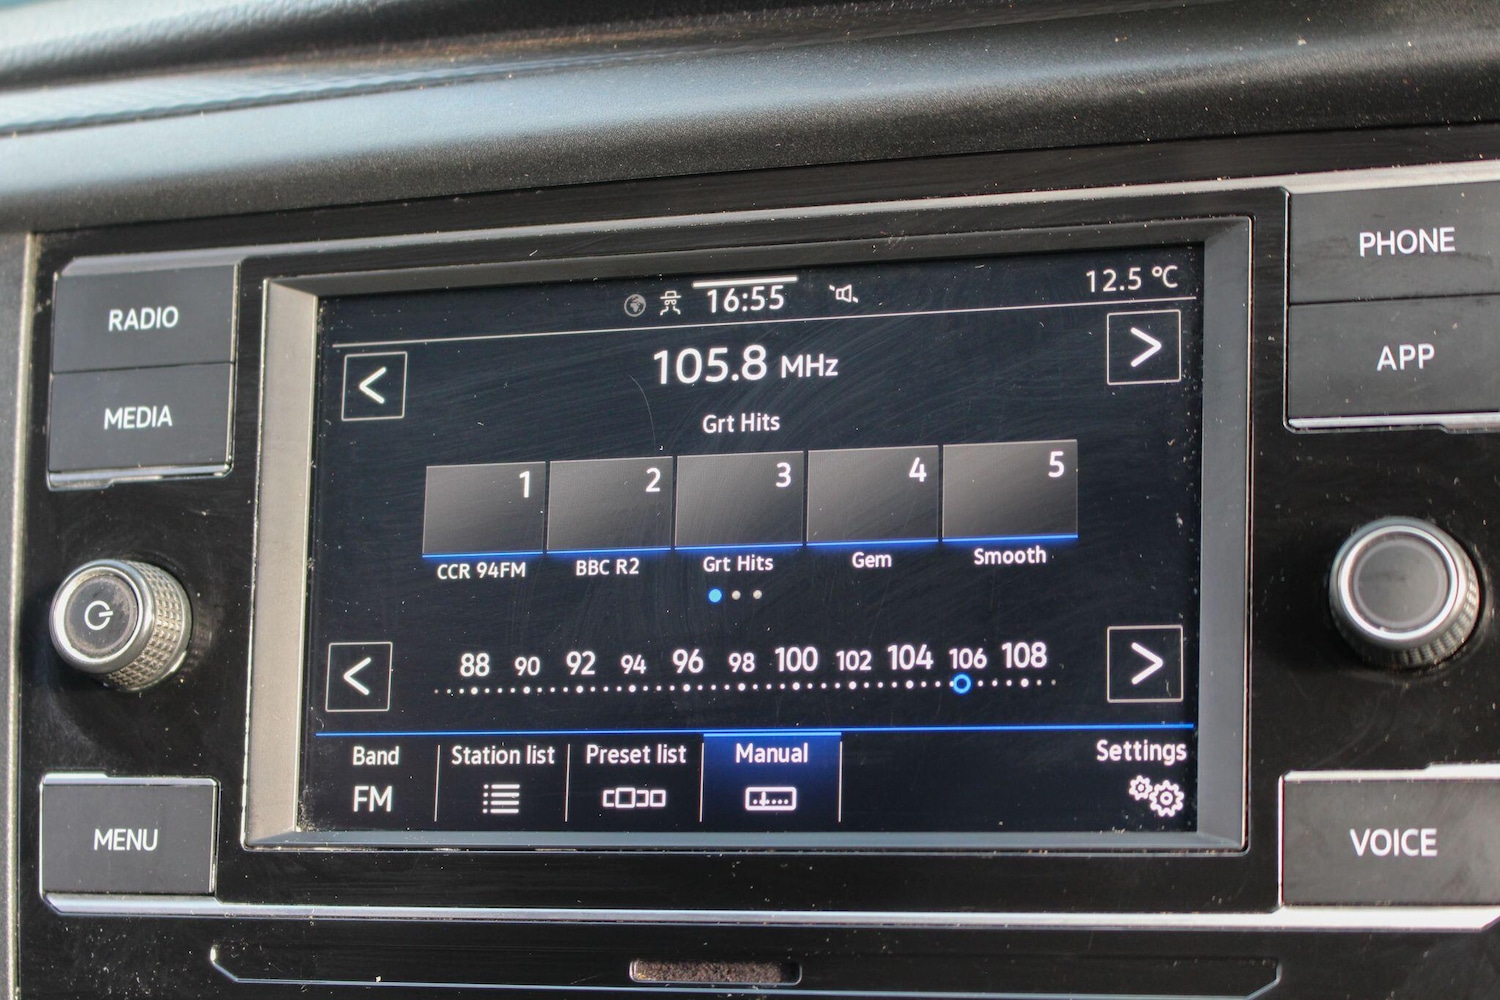 16:55
12.5 °C
PHONE
RADIO
105.8 MHz
APP
MEDIA
Grt Hits
1 2 3 4 5
CCR 94FM BBC R2 Grt Hits Gem Smooth
88 90 92 94 96 98 100 102 104 106 108
Band Station list Preset list Manual Settings
FM
MENU
VOICE